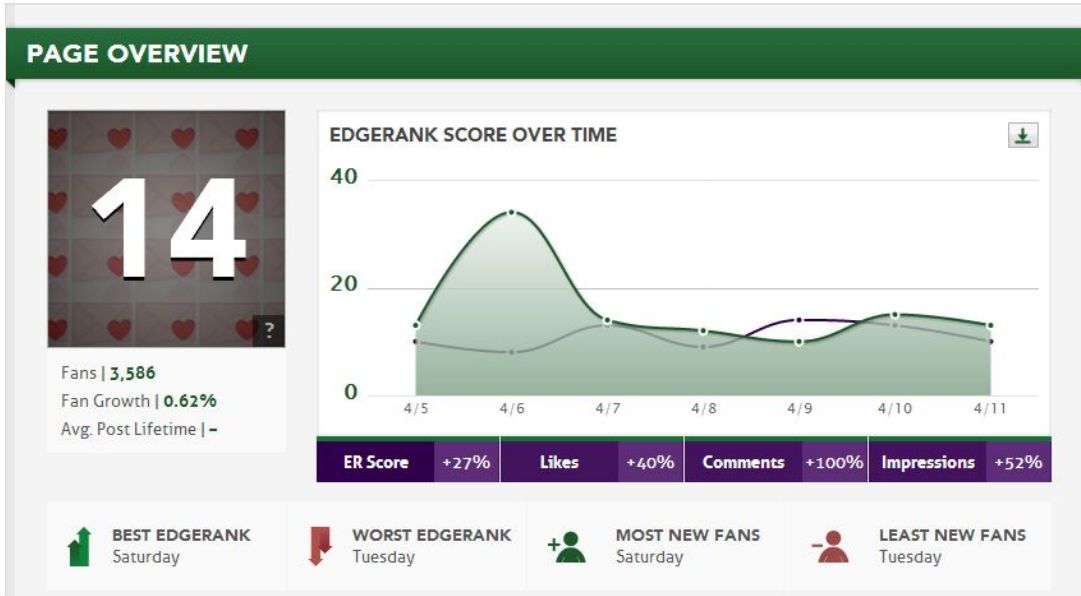 PAGE OVERVIEW
14
?
Fans | 3,586
Fan Growth | 0.62%
Avg. Post Lifetime | –
EDGERANK SCORE OVER TIME
40
20
0
4/5 4/6 4/7 4/8 4/9 4/10 4/11
ER Score +27% Likes +40% Comments +100% Impressions +52%
BEST EDGERANK
Saturday
WORST EDGERANK
Tuesday
MOST NEW FANS
Saturday
LEAST NEW FANS
Tuesday